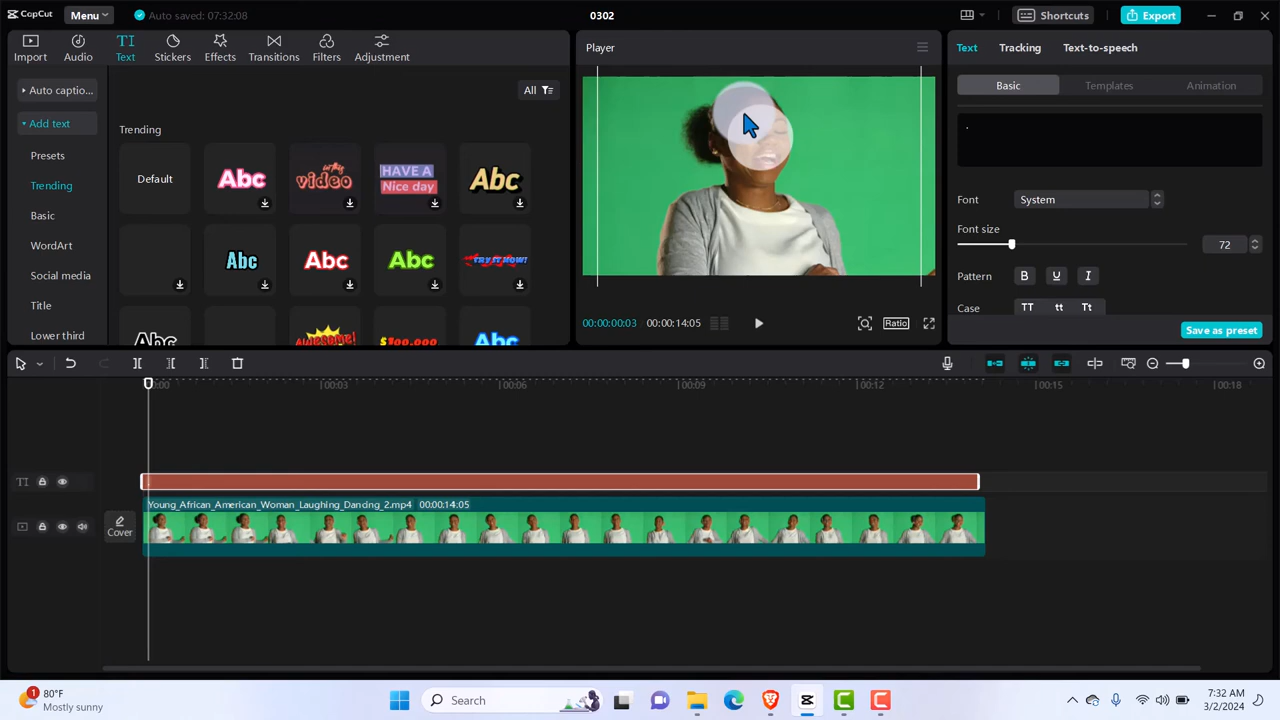 CapCut
Menu
Auto saved: 07:32:08
0302
Shortcuts
Export
Import
Audio
Text
Stickers
Effects
Transitions
Filters
Adjustment
Player
Text
Tracking
Text-to-speech
Auto captio...
Add text
Presets
Trending
Basic
WordArt
Social media
Title
Lower third
All
Trending
Default
Abc
in this
video
HAVE A
Nice day
Abc
Abc
Abc
Abc
TRY IT NOW!
Abc
AWESOME!
$100,000
Abc
00:00:00:03
00:00:14:05
Ratio
Basic
Templates
Animation
.
Font
System
Font size
72
Pattern
B
U
I
Case
TT
tt
Tt
Save as preset
:00
00:03
00:06
00:09
00:12
00:15
00:18
TI
Cover
Young_African_American_Woman_Laughing_Dancing_2.mp4
00:00:14:05
1
80°F
Mostly sunny
Search
7:32 AM
3/2/2024